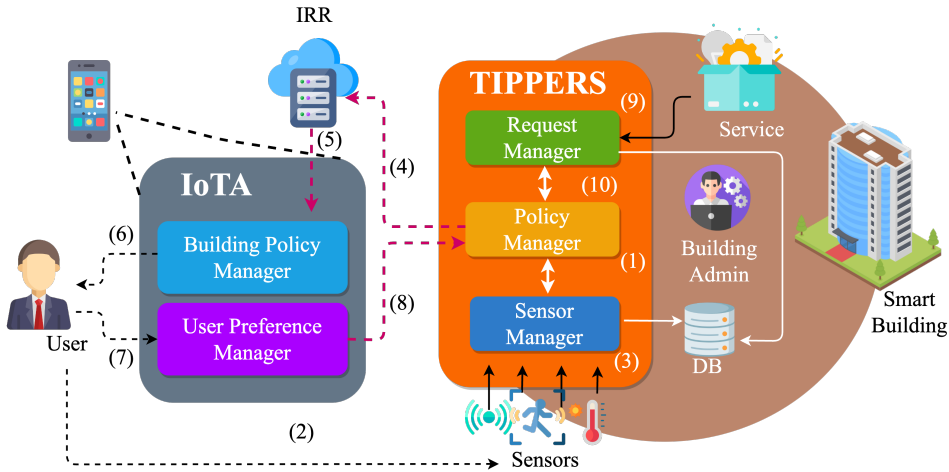 IRR
TIPPERS
(9)
Request
Manager
Service
(5)
(4)
IoTA
(10)
Policy
Manager
Building
Admin
(6)
Building Policy
Manager
(1)
(8)
Smart
Building
User Preference
Manager
Sensor
Manager
User
(7)
(3)
DB
(2)
Sensors